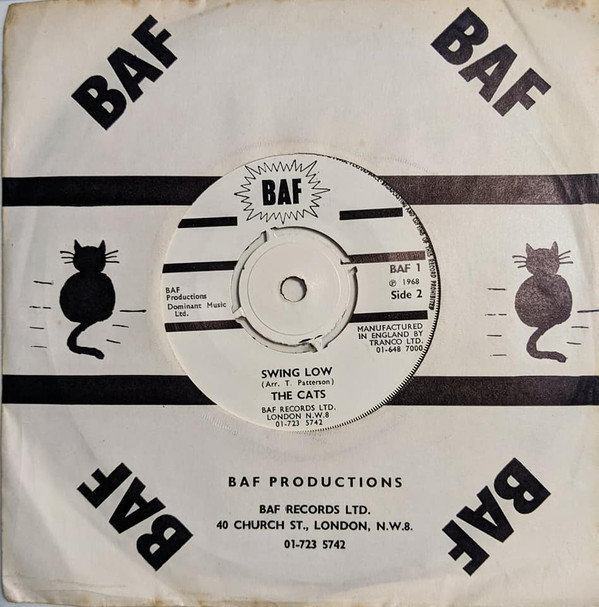 BAF
BAF
BAF
BAF 1
℗ 1968
Side 2
BAF
Productions
Dominant Music
Ltd.
MANUFACTURED
IN ENGLAND BY
TRANCO LTD.
01-648 7000
SWING LOW
(Arr. T. Patterson)
THE CATS
BAF RECORDS LTD.
LONDON N.W.8
01-723 5742
BAF PRODUCTIONS
BAF RECORDS LTD.
40 CHURCH ST., LONDON, N.W.8.
01-723 5742
BAF
BAF